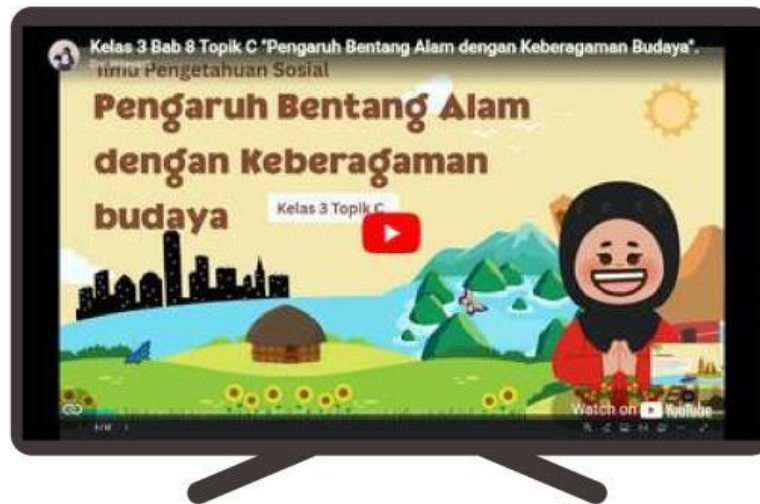 Kelas 3 Bab 8 Topik C "Pengaruh Bentang Alam dengan Keberagaman Budaya".
Ilmu Pengetahuan Sosial
Pengaruh Bentang Alam
dengan Keberagaman
budaya
Kelas 3 Topik C
Watch on YouTube